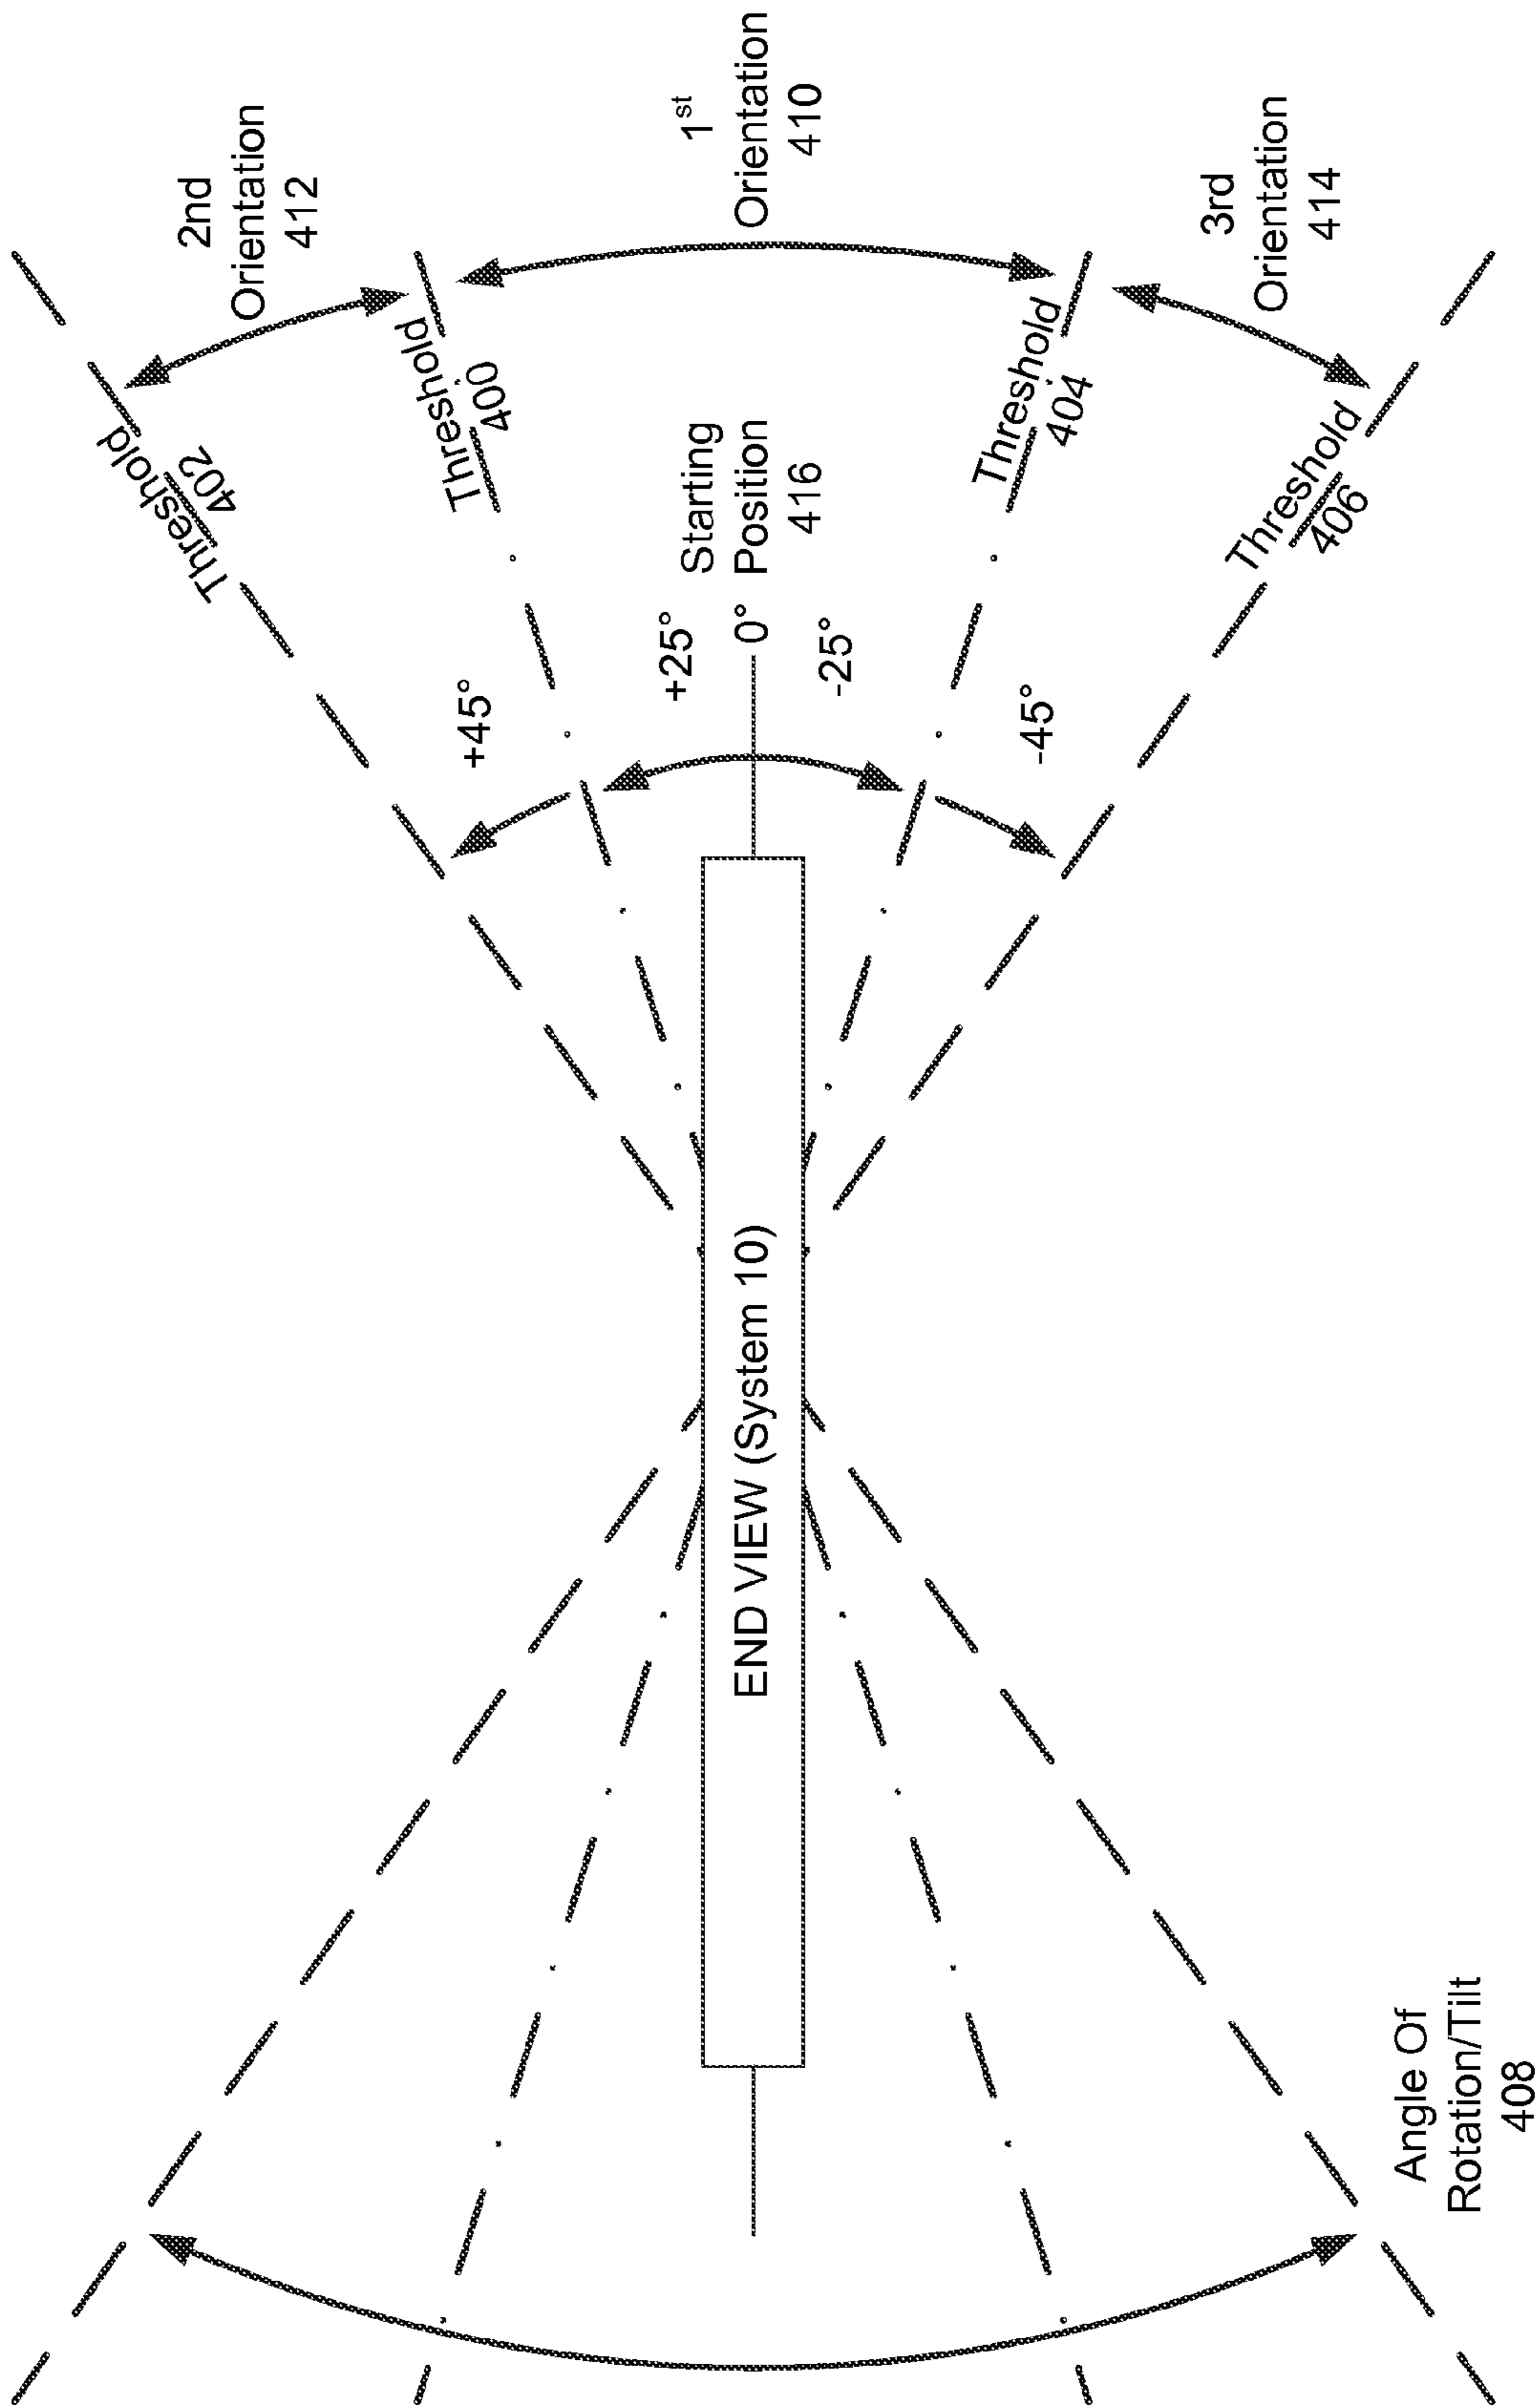 2nd
Orientation
412
1st
Orientation
410
3rd
Orientation
414
Threshold
402
Threshold
400
Threshold
404
Threshold
406
Starting
Position
416
+45°
+25°
0°
-25°
-45°
END VIEW (System 10)
Angle Of
Rotation/Tilt
408